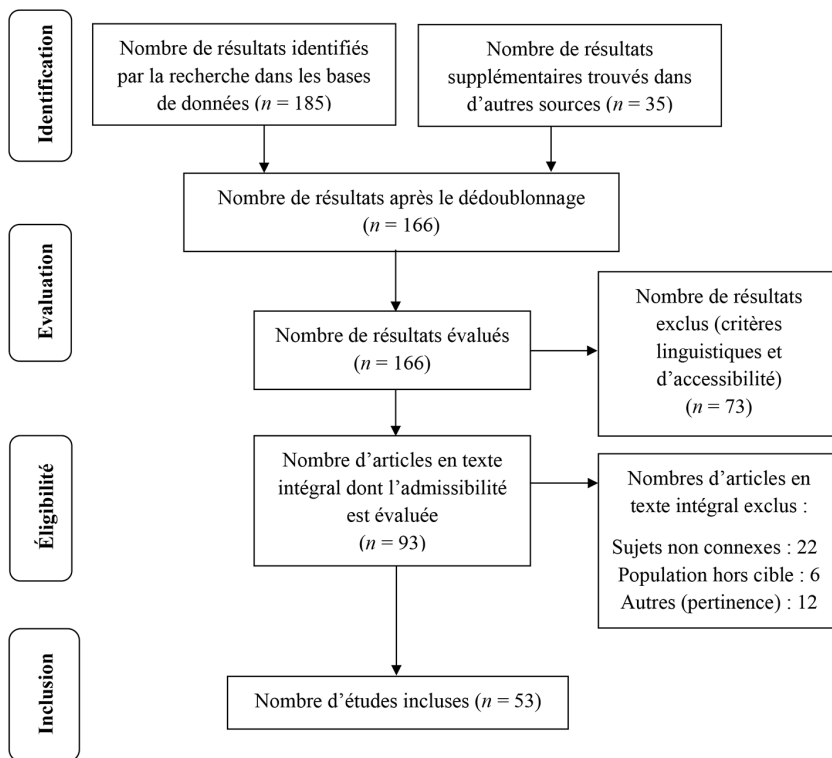 Identification
Nombre de résultats identifiés
par la recherche dans les bases
de données (n = 185)
Nombre de résultats
supplémentaires trouvés dans
d’autres sources (n = 35)
Nombre de résultats après le dédoublonnage
(n = 166)
Evaluation
Nombre de résultats évalués
(n = 166)
Nombre de résultats
exclus (critères
linguistiques et
d’accessibilité)
(n = 73)
Éligibilité
Nombre d’articles en texte
intégral dont l’admissibilité
est évaluée
(n = 93)
Nombres d’articles en
texte intégral exclus :
Sujets non connexes : 22
Population hors cible : 6
Autres (pertinence) : 12
Inclusion
Nombre d’études incluses (n = 53)